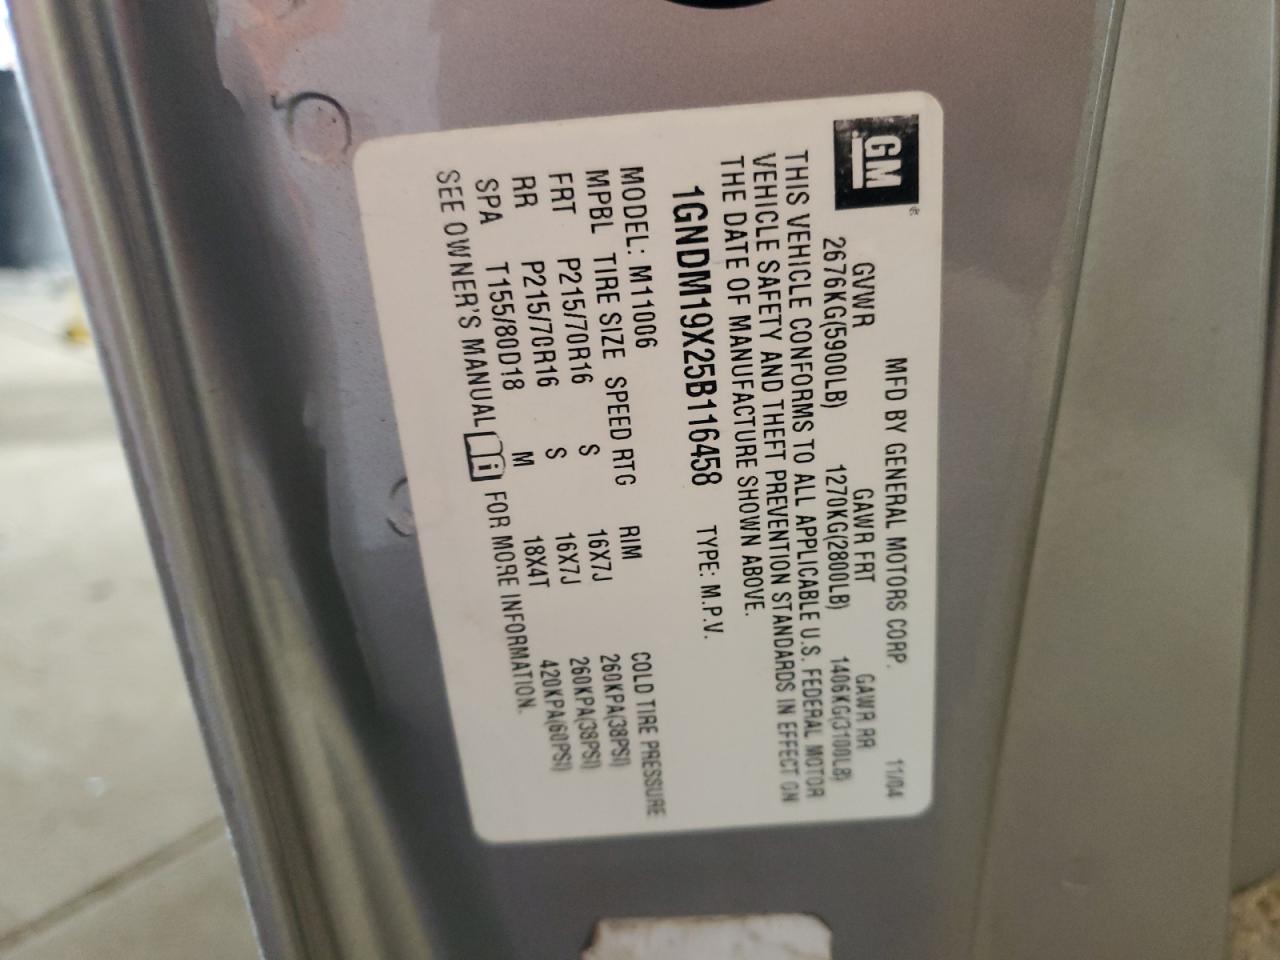 GM
MFD BY GENERAL MOTORS CORP. 11/04
GVWR GAWR FRT GAWR RR
2676KG(5900LB) 1270KG(2800LB) 1406KG(3100LB)
THIS VEHICLE CONFORMS TO ALL APPLICABLE U.S. FEDERAL MOTOR
VEHICLE SAFETY AND THEFT PREVENTION STANDARDS IN EFFECT ON
THE DATE OF MANUFACTURE SHOWN ABOVE.
1GNDM19X25B116458 TYPE: M.P.V.
MODEL: M11006
MPBL TIRE SIZE SPEED RTG RIM COLD TIRE PRESSURE
FRT P215/70R16 S 16X7J 260KPA(38PSI)
RR P215/70R16 S 16X7J 260KPA(38PSI)
SPA T155/80D18 M 18X4T 420KPA(60PSI)
SEE OWNER'S MANUAL FOR MORE INFORMATION.